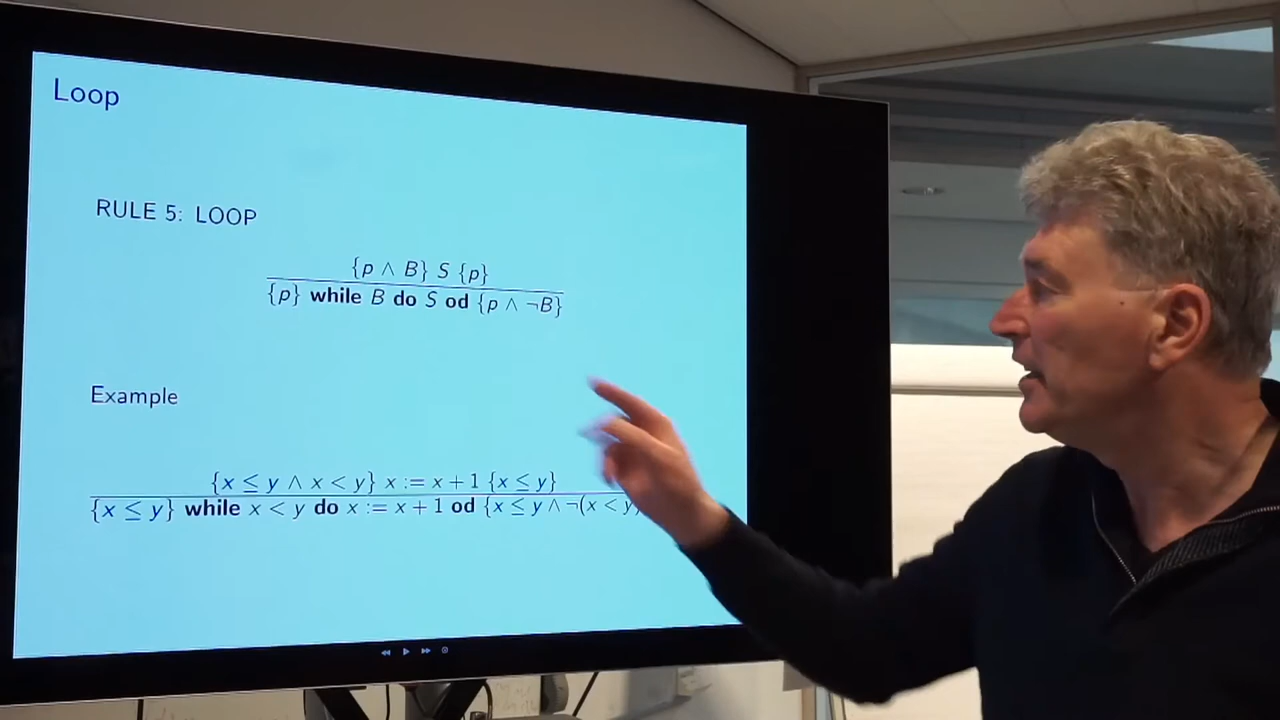 Loop
RULE 5: LOOP
{p ∧ B} S {p}
{p} while B do S od {p ∧ ¬B}
Example
{x ≤ y ∧ x < y} x := x + 1 {x ≤ y}
{x ≤ y} while x < y do x := x + 1 od {x ≤ y ∧ ¬(x < y)